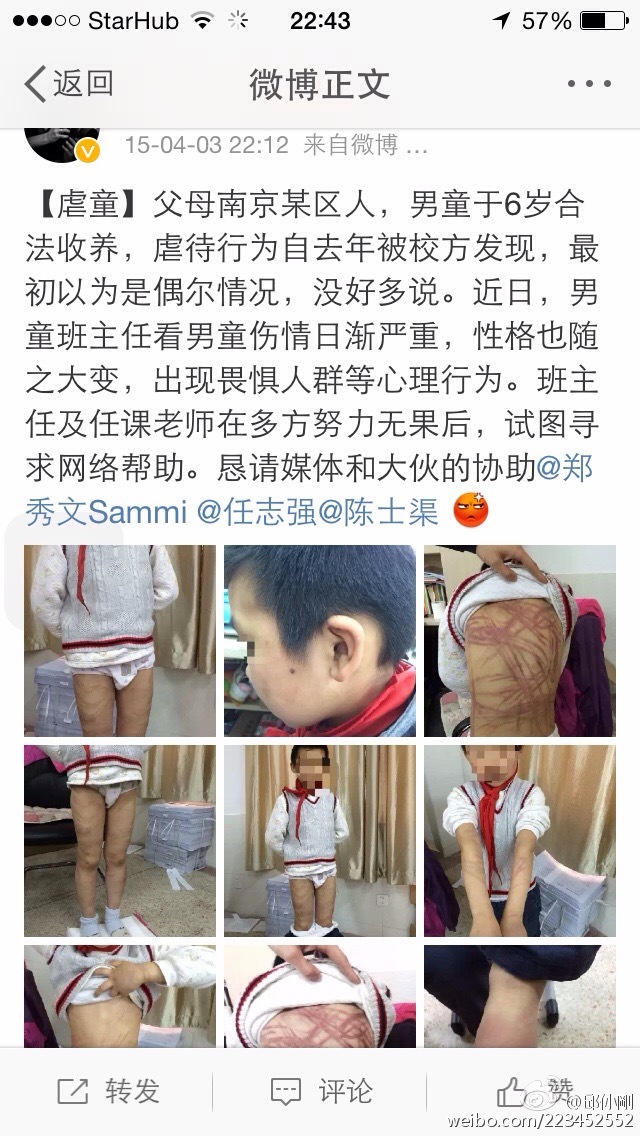 StarHub 22:43 57%
返回 微博正文
15-04-03 22:12 来自微博 …
【虐童】父母南京某区人，男童于6岁合
法收养，虐待行为自去年被校方发现，最
初以为是偶尔情况，没好多说。近日，男
童班主任看男童伤情日渐严重，性格也随
之大变，出现畏惧人群等心理行为。班主
任及任课老师在多方努力无果后，试图寻
求网络帮助。恳请媒体和大伙的协助@郑
秀文Sammi @任志强@陈士渠
转发 评论 赞
weibo.com/223452552